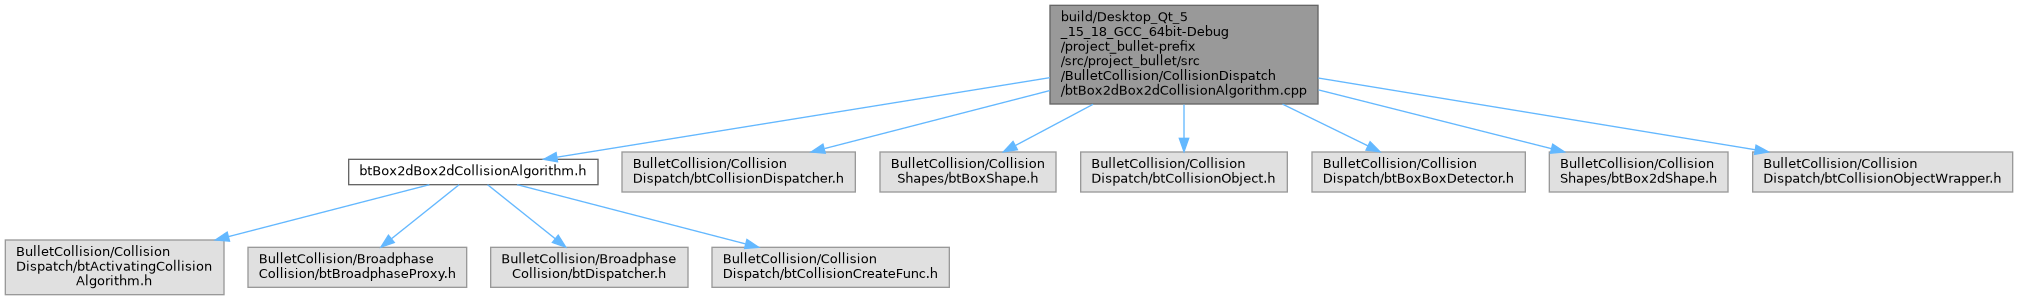 build/Desktop_Qt_5
_15_18_GCC_64bit-Debug
/project_bullet-prefix
/src/project_bullet/src
/BulletCollision/CollisionDispatch
/btBox2dBox2dCollisionAlgorithm.cpp
btBox2dBox2dCollisionAlgorithm.h
BulletCollision/Collision
Dispatch/btCollisionDispatcher.h
BulletCollision/Collision
Shapes/btBoxShape.h
BulletCollision/Collision
Dispatch/btCollisionObject.h
BulletCollision/Collision
Dispatch/btBoxBoxDetector.h
BulletCollision/Collision
Shapes/btBox2dShape.h
BulletCollision/Collision
Dispatch/btCollisionObjectWrapper.h
BulletCollision/Collision
Dispatch/btActivatingCollision
Algorithm.h
BulletCollision/Broadphase
Collision/btBroadphaseProxy.h
BulletCollision/Broadphase
Collision/btDispatcher.h
BulletCollision/Collision
Dispatch/btCollisionCreateFunc.h